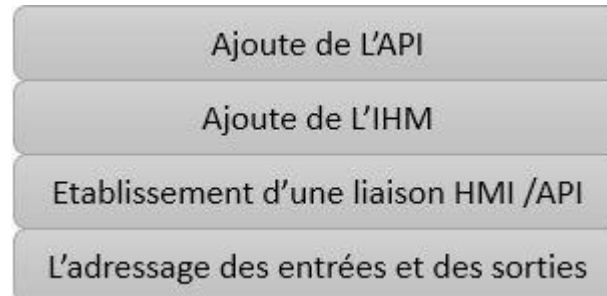 Ajoute de L'API
Ajoute de L'IHM
Etablissement d'une liaison HMI /API
L'adressage des entrées et des sorties